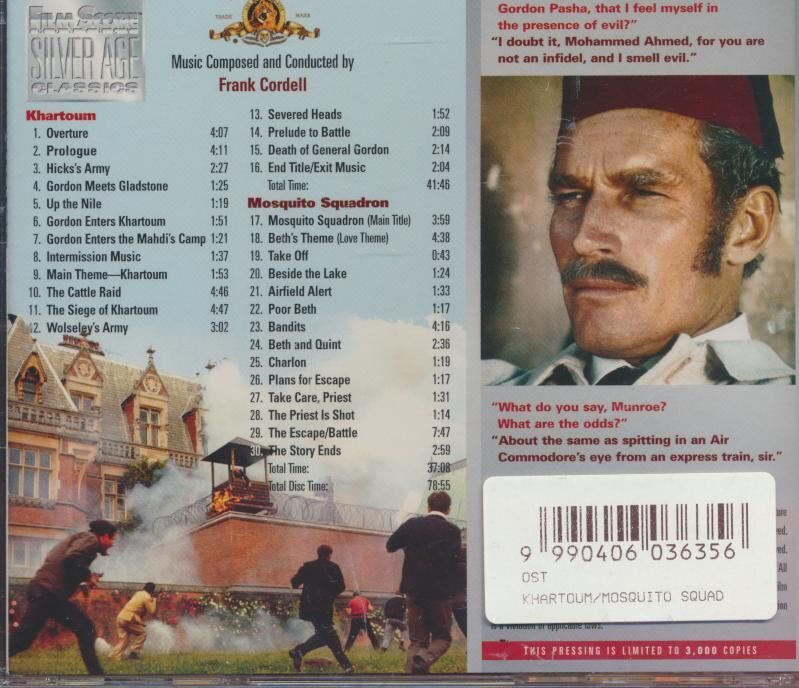 FILM SCORE
SILVER AGE
CLASSICS
TRADE MARK
Music Composed and Conducted by
Frank Cordell
Khartoum
1. Overture 4:07
2. Prologue 4:11
3. Hicks's Army 2:27
4. Gordon Meets Gladstone 1:25
5. Up the Nile 1:19
6. Gordon Enters Khartoum 1:51
7. Gordon Enters the Mahdi's Camp 1:21
8. Intermission Music 1:37
9. Main Theme—Khartoum 1:53
10. The Cattle Raid 4:46
11. The Siege of Khartoum 4:47
12. Wolseley's Army 3:02
13. Severed Heads 1:52
14. Prelude to Battle 2:09
15. Death of General Gordon 2:14
16. End Title/Exit Music 2:04
Total Time: 41:46
Mosquito Squadron
17. Mosquito Squadron (Main Title) 3:59
18. Beth's Theme (Love Theme) 4:38
19. Take Off 0:43
20. Beside the Lake 1:24
21. Airfield Alert 1:33
22. Poor Beth 1:17
23. Bandits 4:16
24. Beth and Quint 2:36
25. Charlon 1:19
26. Plans for Escape 1:17
27. Take Care, Priest 1:31
28. The Priest Is Shot 1:14
29. The Escape/Battle 7:47
30. The Story Ends 2:59
Total Time: 37:08
Total Disc Time: 78:55
Gordon Pasha, that I feel myself in
the presence of evil?"
"I doubt it, Mohammed Ahmed, for you are
not an infidel, and I smell evil."
"What do you say, Munroe?
What are the odds?"
"About the same as spitting in an Air
Commodore's eye from an express train, sir."
9 990406 036356
OST
KHARTOUM/MOSQUITO SQUAD
is a violation of applicable laws.
THIS PRESSING IS LIMITED TO 3,000 COPIES